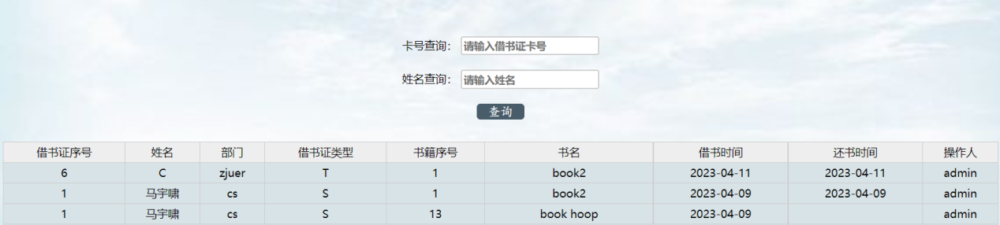 卡号查询： 请输入借书证卡号
姓名查询： 请输入姓名
查询
借书证序号 姓名 部门 借书证类型 书籍序号 书名 借书时间 还书时间 操作人
6 C zjuer T 1 book2 2023-04-11 2023-04-11 admin
1 马宇啸 cs S 1 book2 2023-04-09 2023-04-09 admin
1 马宇啸 cs S 13 book hoop 2023-04-09 admin